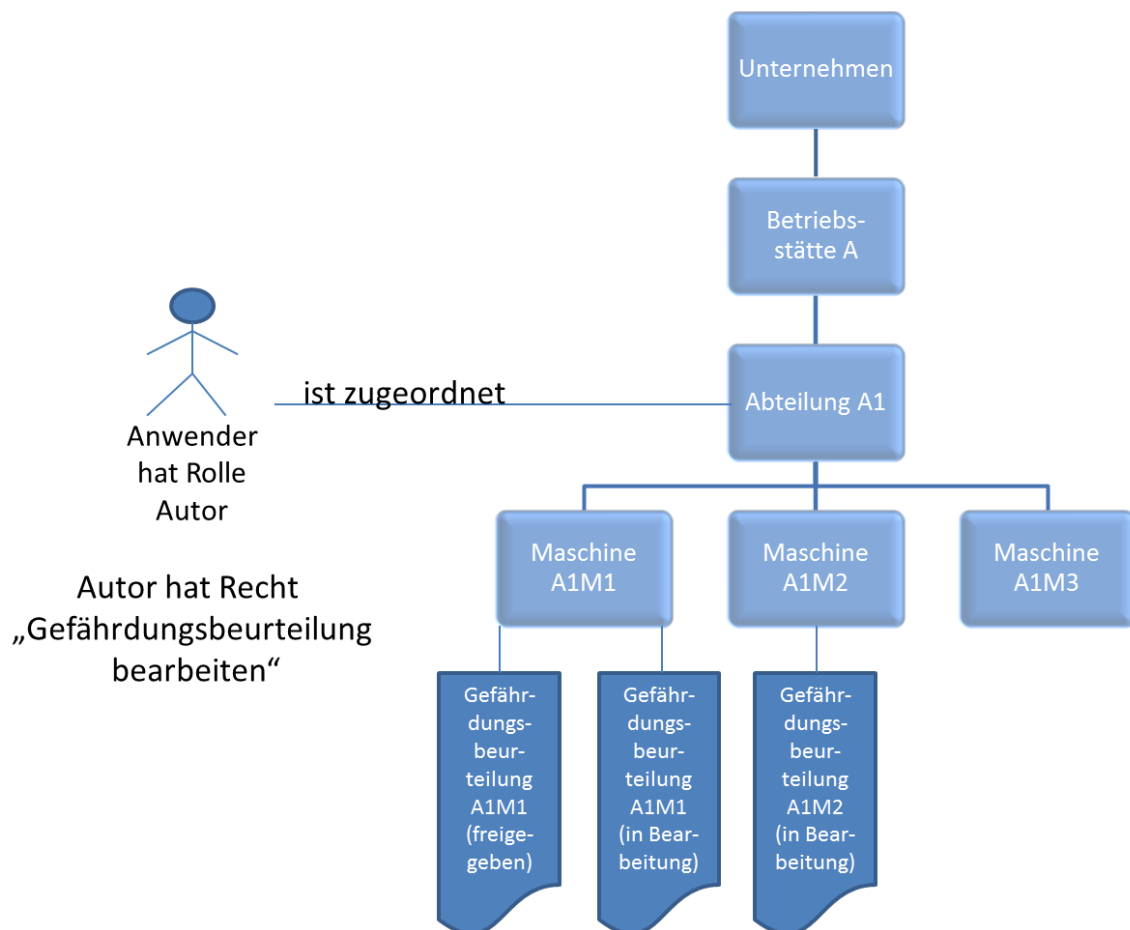 Unternehmen
Betriebs-
stätte A
Abteilung A1
ist zugeordnet
Anwender
hat Rolle
Autor
Autor hat Recht
„Gefährdungsbeurteilung
bearbeiten“
Maschine
A1M1
Maschine
A1M2
Maschine
A1M3
Gefähr-
dungs-
beur-
teilung
A1M1
(freige-
geben)
Gefähr-
dungs-
beur-
teilung
A1M1
(in Bear-
beitung)
Gefähr-
dungs-
beur-
teilung
A1M2
(in Bear-
beitung)